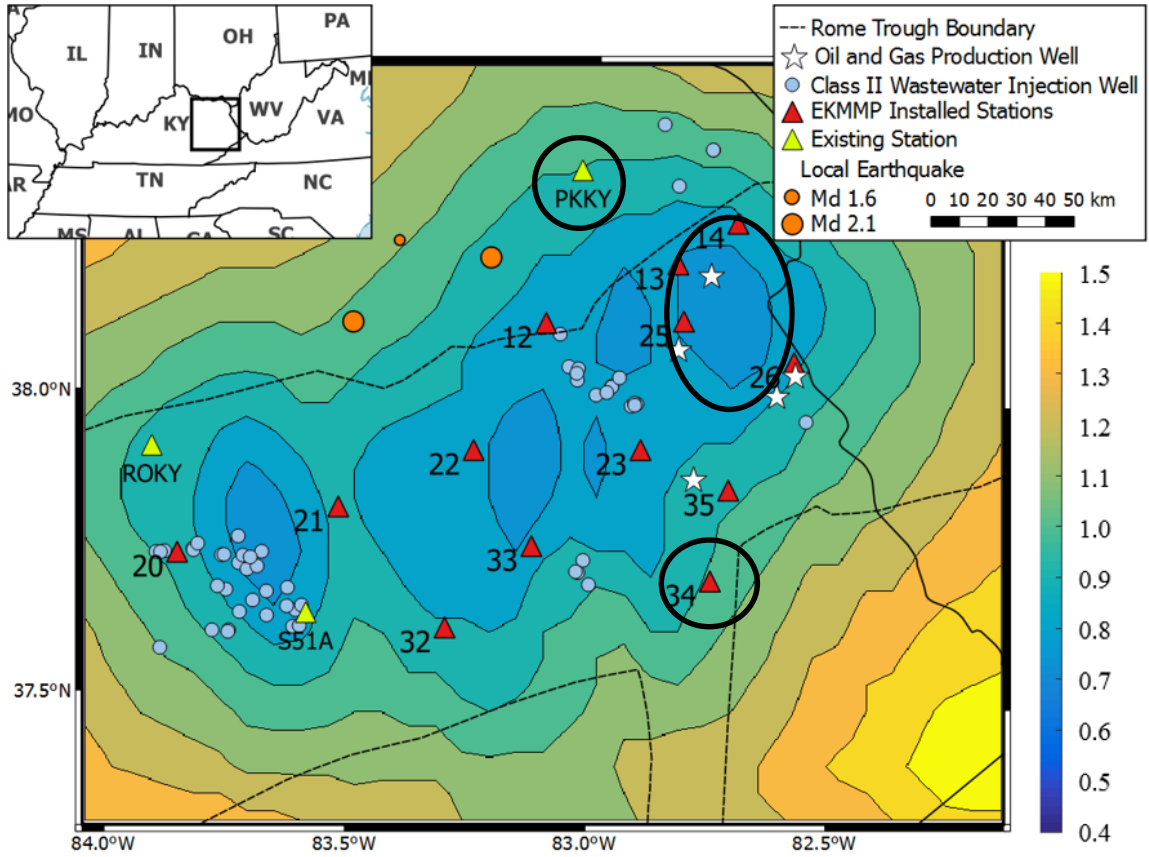 PA
OH
IL
IN
MI
WV
MO
KY
VA
TN
AR
NC
MS
AL
GA
SC
Rome Trough Boundary
Oil and Gas Production Well
Class II Wastewater Injection Well
EKMMP Installed Stations
Existing Station
Local Earthquake
Md 1.6
Md 2.1
0 10 20 30 40 50 km
PKKY
14
13
12
25
26
38.0°N
ROKY
22
23
21
35
20
33
34
32
S51A
37.5°N
84.0°W
83.5°W
83.0°W
82.5°W
1.5
1.4
1.3
1.2
1.1
1.0
0.9
0.8
0.7
0.6
0.5
0.4